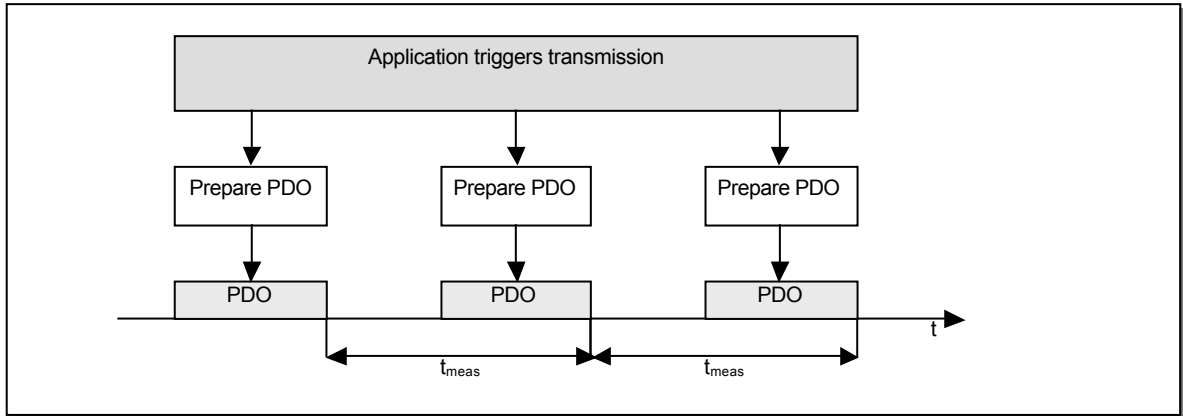 Application triggers transmission
Prepare PDO
Prepare PDO
Prepare PDO
PDO
PDO
PDO
t
tmeas
tmeas